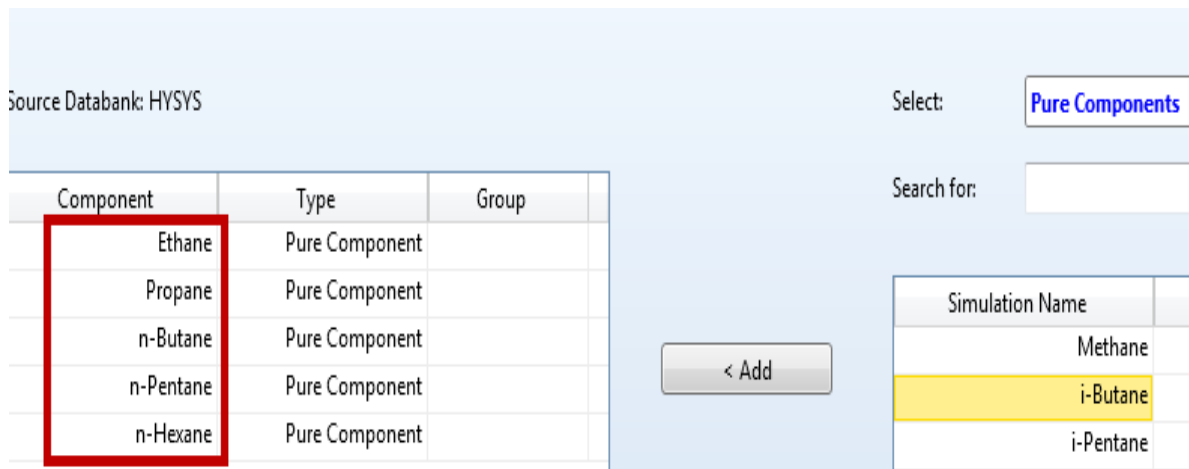 Source Databank: HYSYS
Select: Pure Components
Search for:
Component Type Group
Ethane Pure Component
Propane Pure Component
n-Butane Pure Component
n-Pentane Pure Component
n-Hexane Pure Component
< Add
Simulation Name
Methane
i-Butane
i-Pentane